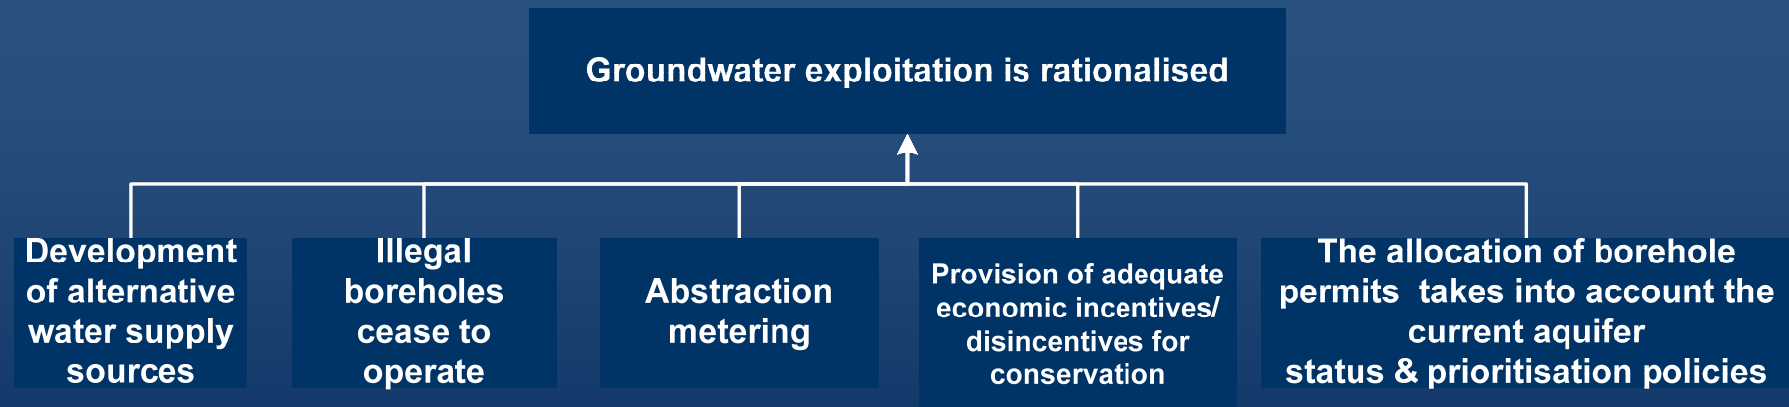 Groundwater exploitation is rationalised
Development
of alternative
water supply
sources
Illegal
boreholes
cease to
operate
Abstraction
metering
Provision of adequate
economic incentives/
disincentives for
conservation
The allocation of borehole
permits  takes into account the
current aquifer
status & prioritisation policies